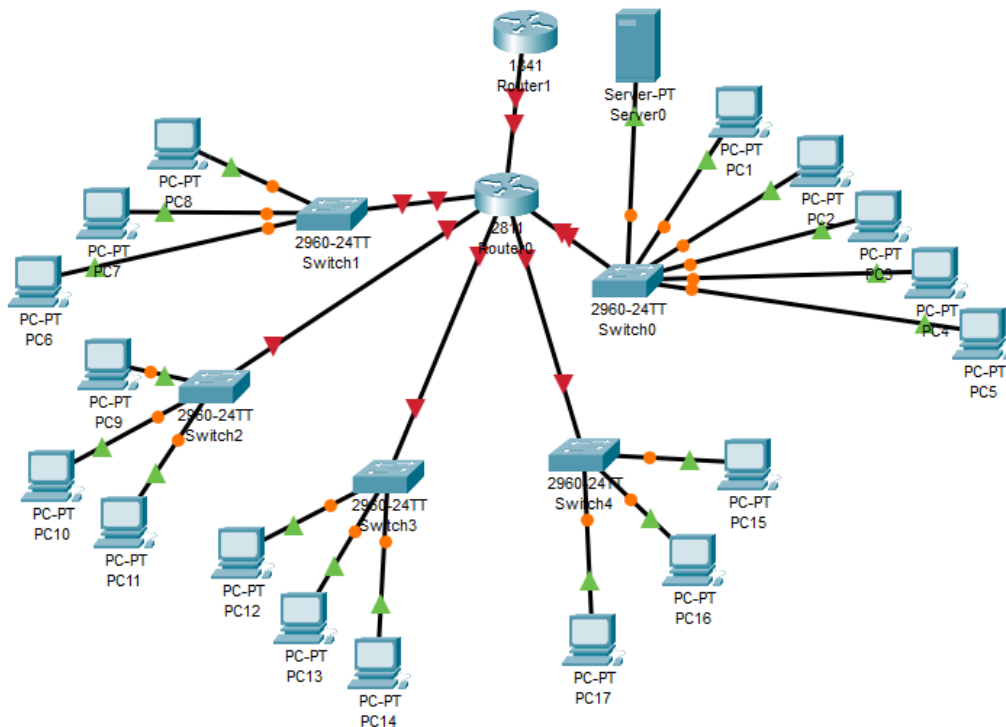 1841
Router1
Server-PT
Server0
PC-PT
PC1
PC-PT
PC8
PC-PT
PC2
2811
Router0
PC-PT
PC7
2960-24TT
Switch1
PC-PT
PC3
2960-24TT
Switch0
PC-PT
PC4
PC-PT
PC6
PC-PT
PC5
PC-PT
PC9
2960-24TT
Switch2
PC-PT
PC10
2960-24TT
Switch3
2960-24TT
Switch4
PC-PT
PC15
PC-PT
PC11
PC-PT
PC12
PC-PT
PC16
PC-PT
PC13
PC-PT
PC14
PC-PT
PC17